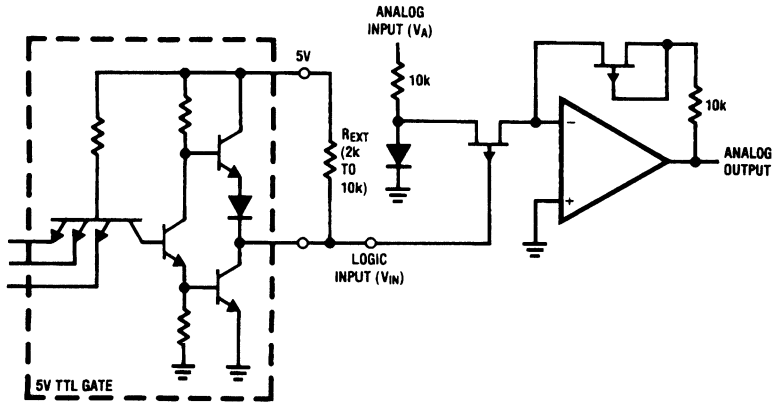 ANALOG
INPUT (VA)
5V
10k
REXT
(2k
TO
10k)
10k
ANALOG
OUTPUT
−
+
LOGIC
INPUT (VIN)
5V TTL GATE